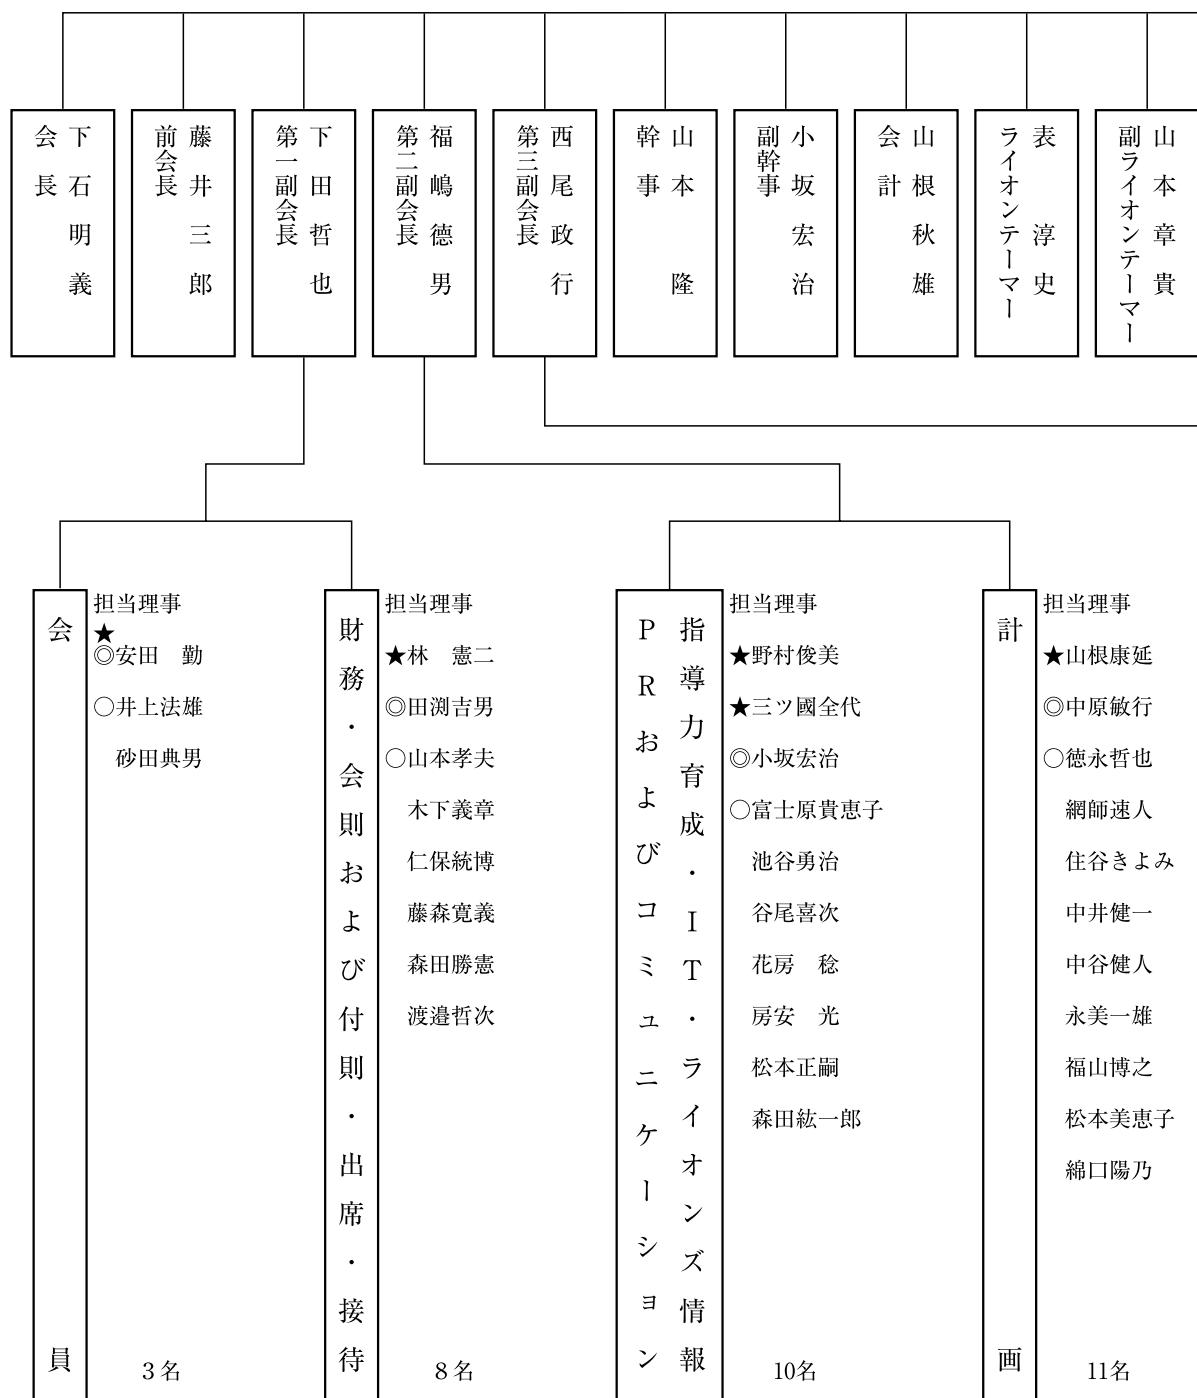 会長
下石明義
前会長
藤井三郎
第一副会長
下田哲也
第二副会長
福嶋德男
第三副会長
西尾政行
幹事
山本　隆
副幹事
小坂宏治
会計
山根秋雄
ライオンテーマー
表　淳史
副ライオンテーマー
山本章貴
会員
担当理事
★
◎安田　勤
○井上法雄
砂田典男
3名
財務・会則および付則・出席・接待
担当理事
★林　憲二
◎田渕吉男
○山本孝夫
木下義章
仁保統博
藤森寛義
森田勝憲
渡邉哲次
8名
指導力育成・IT・ライオンズ情報
PRおよびコミュニケーション
担当理事
★野村俊美
★三ツ國全代
◎小坂宏治
○富士原貴恵子
池谷勇治
谷尾喜次
花房　稔
房安　光
松本正嗣
森田紘一郎
10名
計画
担当理事
★山根康延
◎中原敏行
○徳永哲也
網師速人
住谷きよみ
中井健一
中谷健人
永美一雄
福山博之
松本美恵子
綿口陽乃
11名